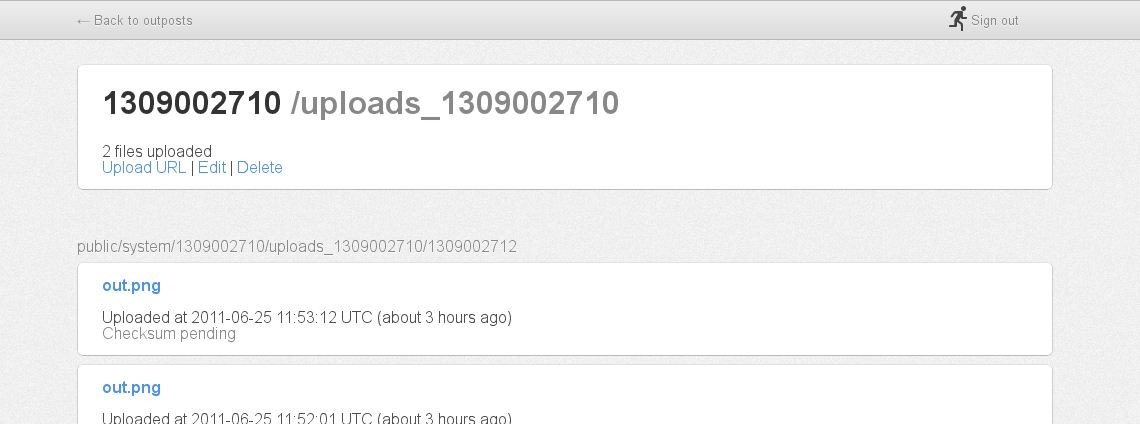 ← Back to outposts
Sign out
1309002710 /uploads_1309002710
2 files uploaded
Upload URL | Edit | Delete
public/system/1309002710/uploads_1309002710/1309002712
out.png
Uploaded at 2011-06-25 11:53:12 UTC (about 3 hours ago)
Checksum pending
out.png
Uploaded at 2011-06-25 11:52:01 UTC (about 3 hours ago)